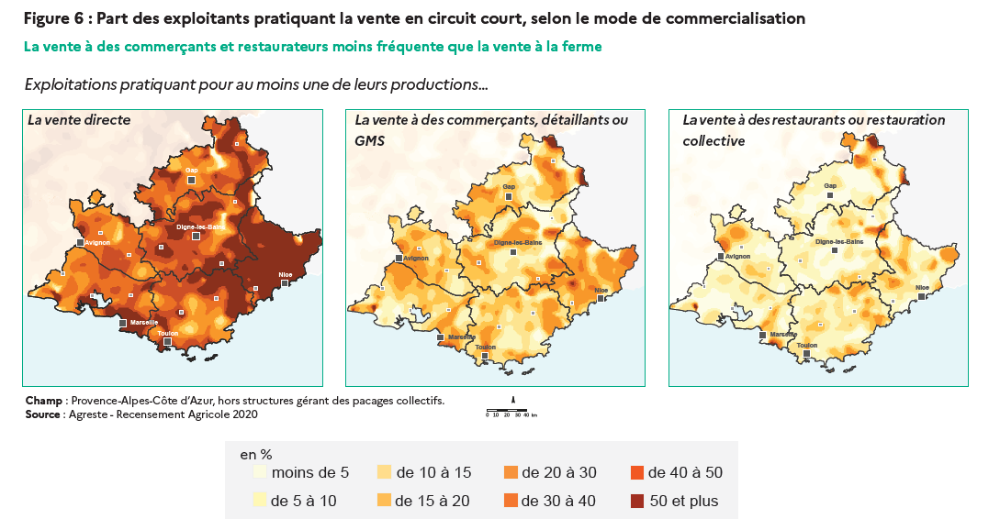 Figure 6 : Part des exploitants pratiquant la vente en circuit court, selon le mode de commercialisation
La vente à des commerçants et restaurateurs moins fréquente que la vente à la ferme
Exploitations pratiquant pour au moins une de leurs productions...
La vente directe
Gap
Digne-les-Bains
Avignon
Nice
Marseille
Toulon
La vente à des commerçants, détaillants ou
GMS
Gap
Digne-les-Bains
Avignon
Nice
Marseille
Toulon
La vente à des restaurants ou restauration
collective
Gap
Digne-les-Bains
Avignon
Nice
Marseille
Toulon
Champ : Provence-Alpes-Côte d'Azur, hors structures gérant des pacages collectifs.
Source : Agreste - Recensement Agricole 2020
0 10 20 30 40 km
en %
moins de 5
de 10 à 15
de 20 à 30
de 40 à 50
de 5 à 10
de 15 à 20
de 30 à 40
50 et plus